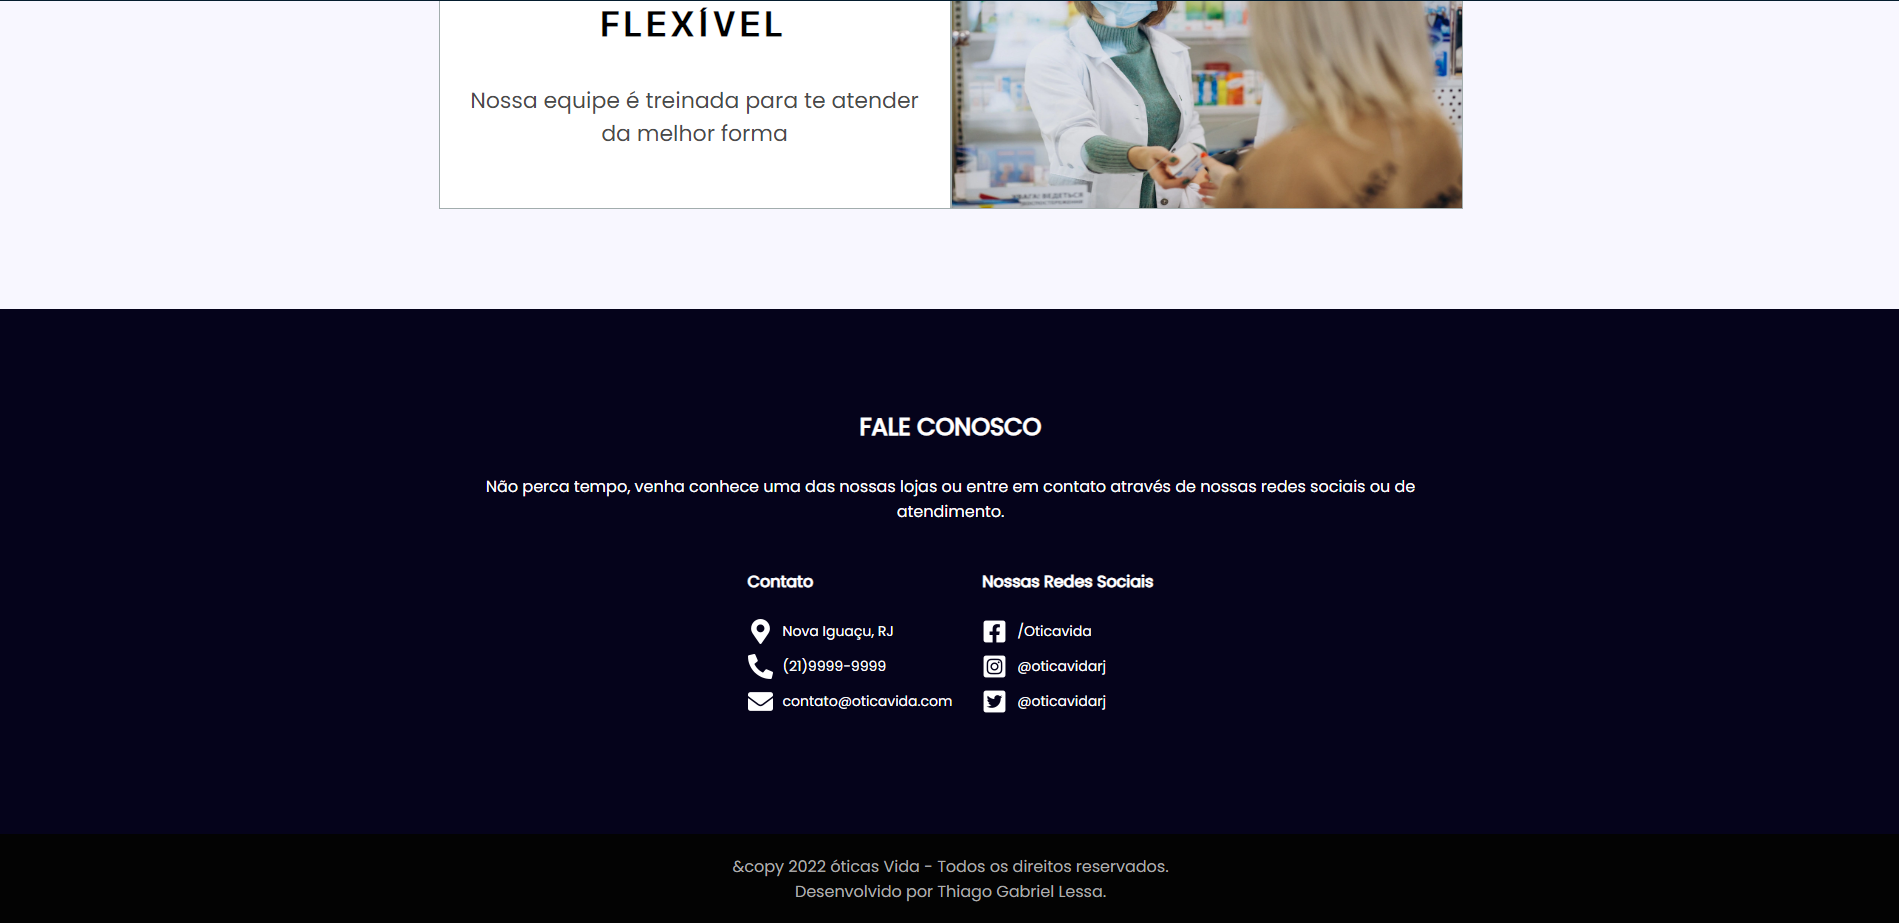 FLEXÍVEL
Nossa equipe é treinada para te atender
da melhor forma
УВАГА! ВЕДЕТЬСЯ
FALE CONOSCO
Não perca tempo, venha conhece uma das nossas lojas ou entre em contato através de nossas redes sociais ou de
atendimento.
Contato
Nova Iguaçu, RJ
(21)9999-9999
contato@oticavida.com
Nossas Redes Sociais
/Oticavida
@oticavidarj
@oticavidarj
&copy 2022 óticas Vida - Todos os direitos reservados.
Desenvolvido por Thiago Gabriel Lessa.